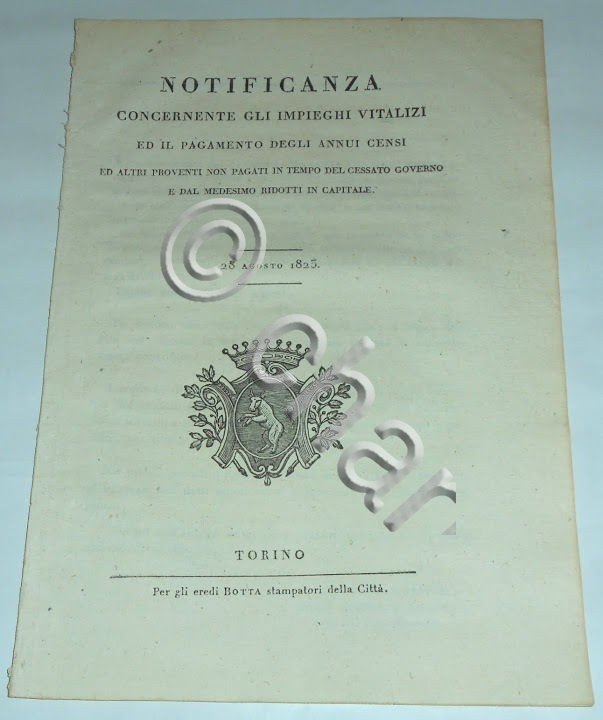 NOTIFICANZA
CONCERNENTE GLI IMPIEGHI VITALIZI
ED IL PAGAMENTO DEGLI ANNUI CENSI
ED ALTRI PROVENTI NON PAGATI IN TEMPO DEL CESSATO GOVERNO
E DAL MEDESIMO RIDOTTI IN CAPITALE.
28 AGOSTO 1823.
© char
TORINO
Per gli eredi BOTTA stampatori della Città.